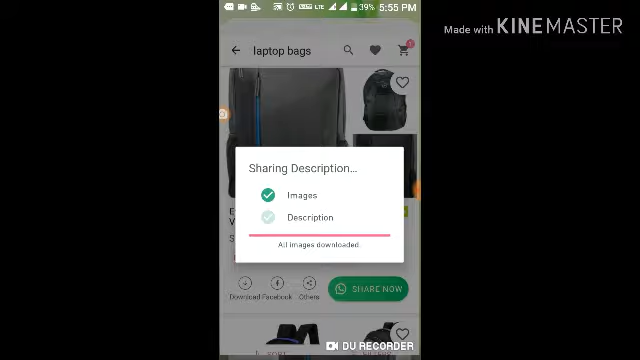 39% 5:55 PM
Made with KINEMASTER
laptop bags
1
Sharing Description...
Images
Description
All images downloaded
Download Facebook Others
SHARE NOW
DU RECORDER